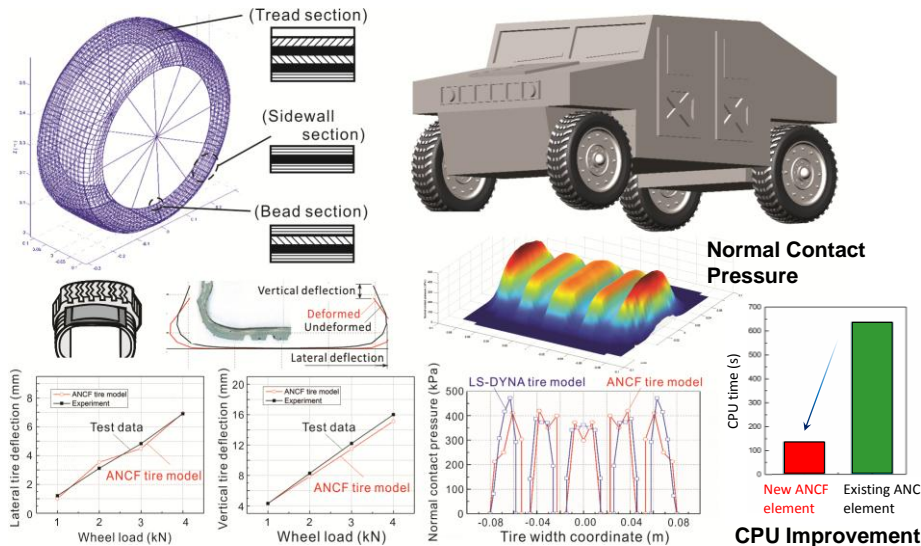 (Tread section)
(Sidewall
section)
(Bead section)
Normal Contact
Pressure
Vertical deflection
Deformed
Undeformed
Lateral deflection
Lateral tire deflection (mm)
8
6
4
2
0
ANCF tire model
Experiment
Test data
ANCF tire model
1 2 3 4
Wheel load (kN)
Vertical tire deflection (mm)
20
16
12
8
4
ANCF tire model
Experiment
Test data
ANCF tire model
1 2 3 4
Wheel load (kN)
Normal contact pressure (kPa)
LS-DYNA tire model
ANCF tire model
500
400
300
200
100
0
-0.08 -0.04 0.00 0.04 0.08
Tire width coordinate (m)
CPU time (s)
700
600
500
400
300
200
100
0
New ANCF
element
Existing ANC
element
CPU Improvement